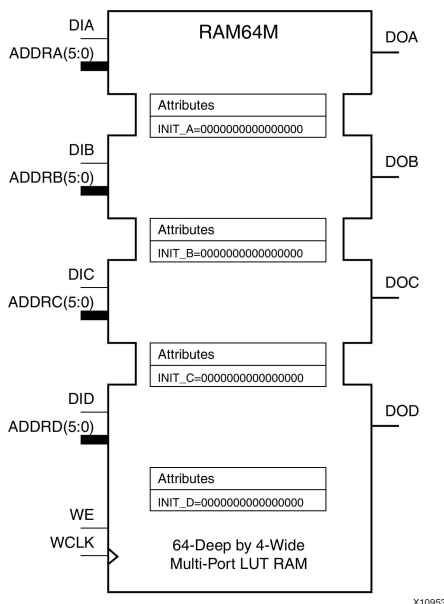 RAM64M
DIA
ADDRA(5:0)
DOA
Attributes
INIT_A=0000000000000000
DIB
ADDRB(5:0)
DOB
Attributes
INIT_B=0000000000000000
DIC
ADDRC(5:0)
DOC
Attributes
INIT_C=0000000000000000
DID
ADDRD(5:0)
DOD
Attributes
INIT_D=0000000000000000
WE
WCLK
64-Deep by 4-Wide
Multi-Port LUT RAM